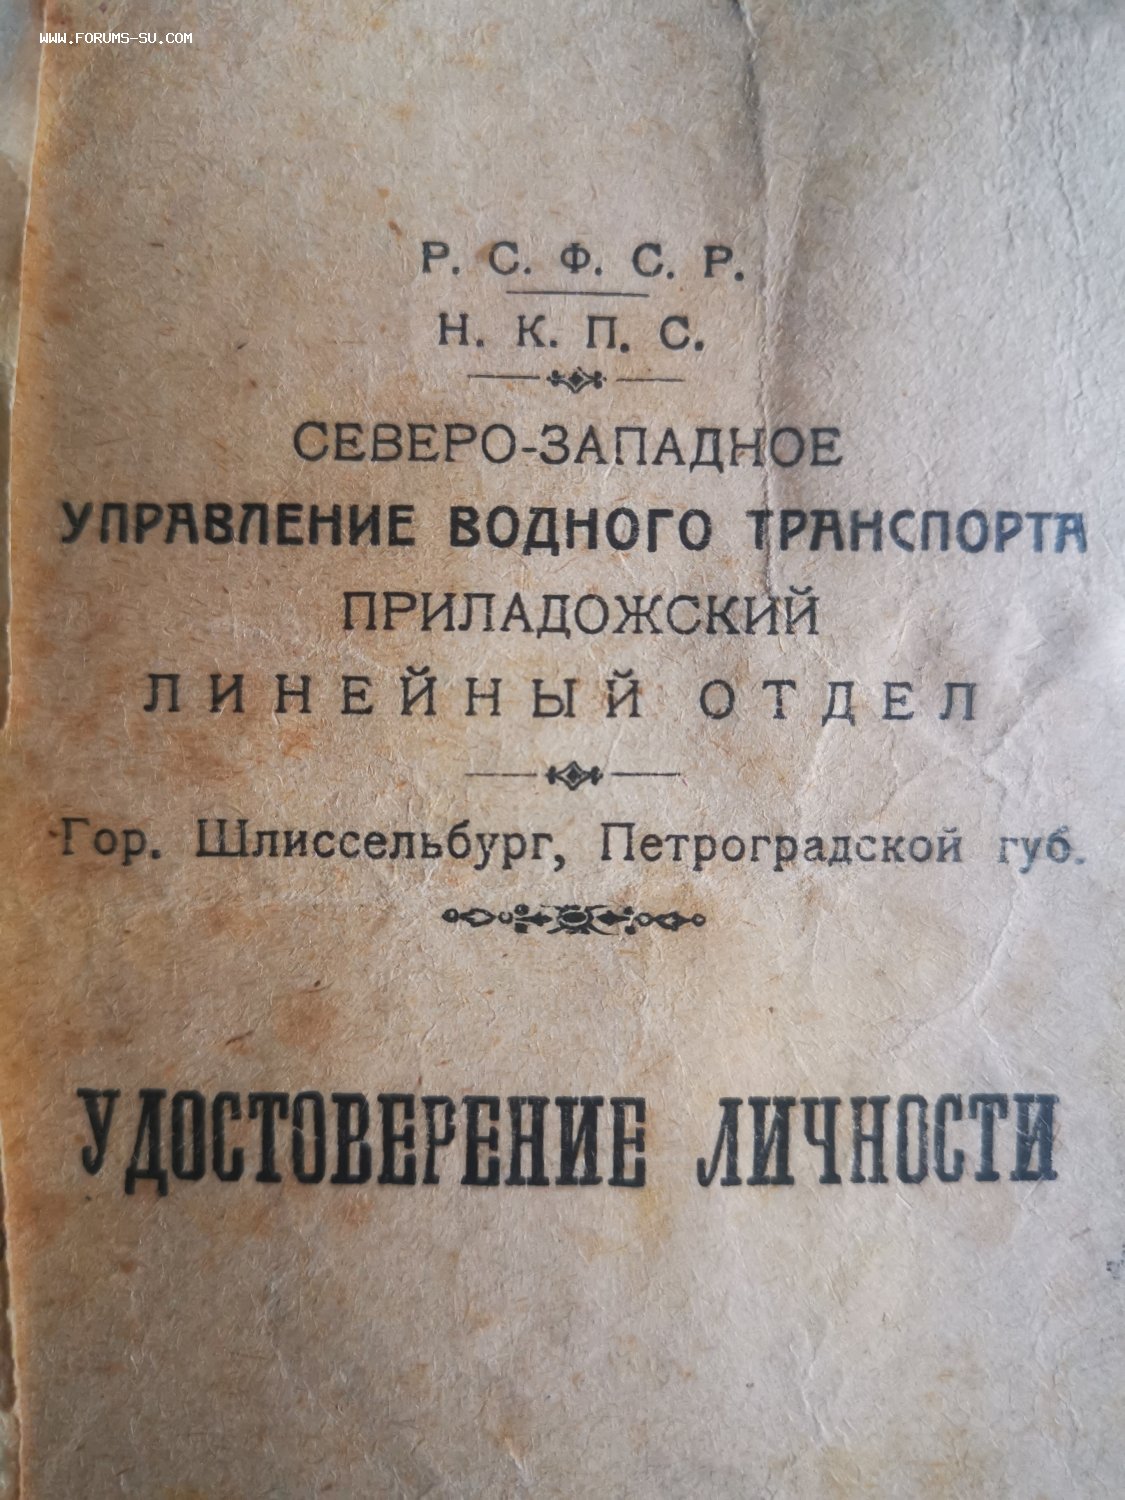 WWW.FORUMS-SU.COM
Р. С. Ф. С. Р.
Н. К. П. С.
СЕВЕРО-ЗАПАДНОЕ
УПРАВЛЕНИЕ ВОДНОГО ТРАНСПОРТА
ПРИЛАДОЖСКИЙ
ЛИНЕЙНЫЙ ОТДЕЛ
Гор. Шлиссельбург, Петроградской губ.
УДОСТОВЕРЕНИЕ ЛИЧНОСТИ